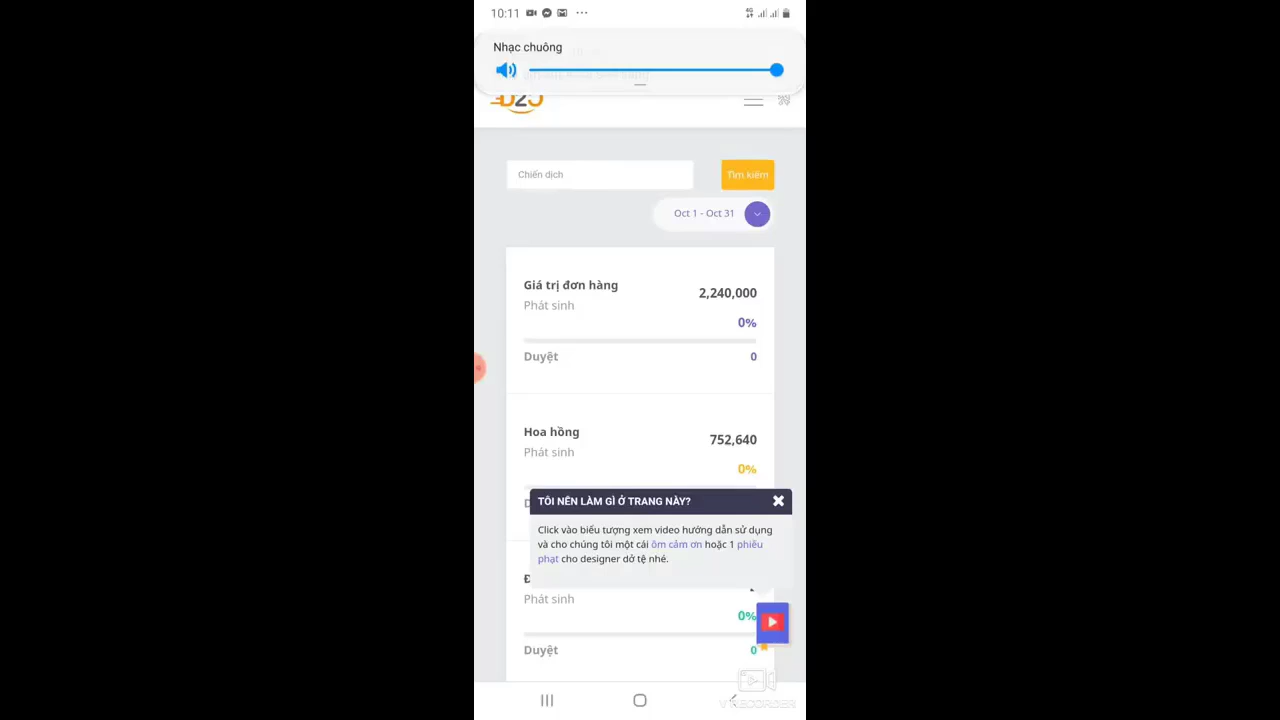 10:11
Nhạc chuông
D2C
Chiến dịch
Tìm kiếm
Oct 1 - Oct 31
Giá trị đơn hàng
2,240,000
Phát sinh
0%
Duyệt
0
Hoa hồng
752,640
Phát sinh
0%
TÔI NÊN LÀM GÌ Ở TRANG NÀY?
Click vào biểu tượng xem video hướng dẫn sử dụng
và cho chúng tôi một cái ôm cảm ơn hoặc 1 phiếu
phạt cho designer dở tệ nhé.
Phát sinh
0%
Duyệt
0
V RECORDER